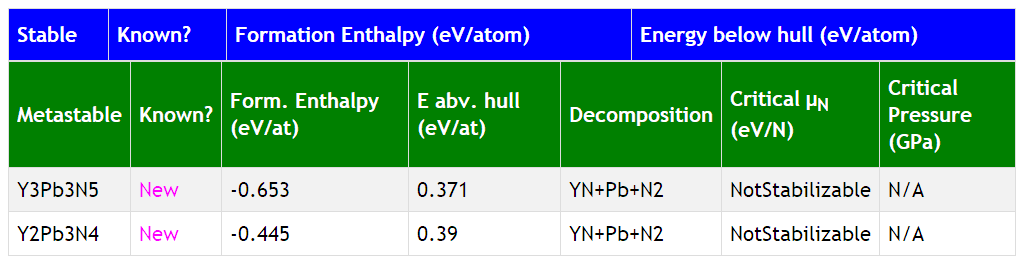 Stable Known? Formation Enthalpy (eV/atom) Energy below hull (eV/atom)
Metastable Known? Form. Enthalpy (eV/at) E abv. hull (eV/at) Decomposition Critical μN (eV/N) Critical Pressure (GPa)
Y3Pb3N5 New -0.653 0.371 YN+Pb+N2 NotStabilizable N/A
Y2Pb3N4 New -0.445 0.39 YN+Pb+N2 NotStabilizable N/A